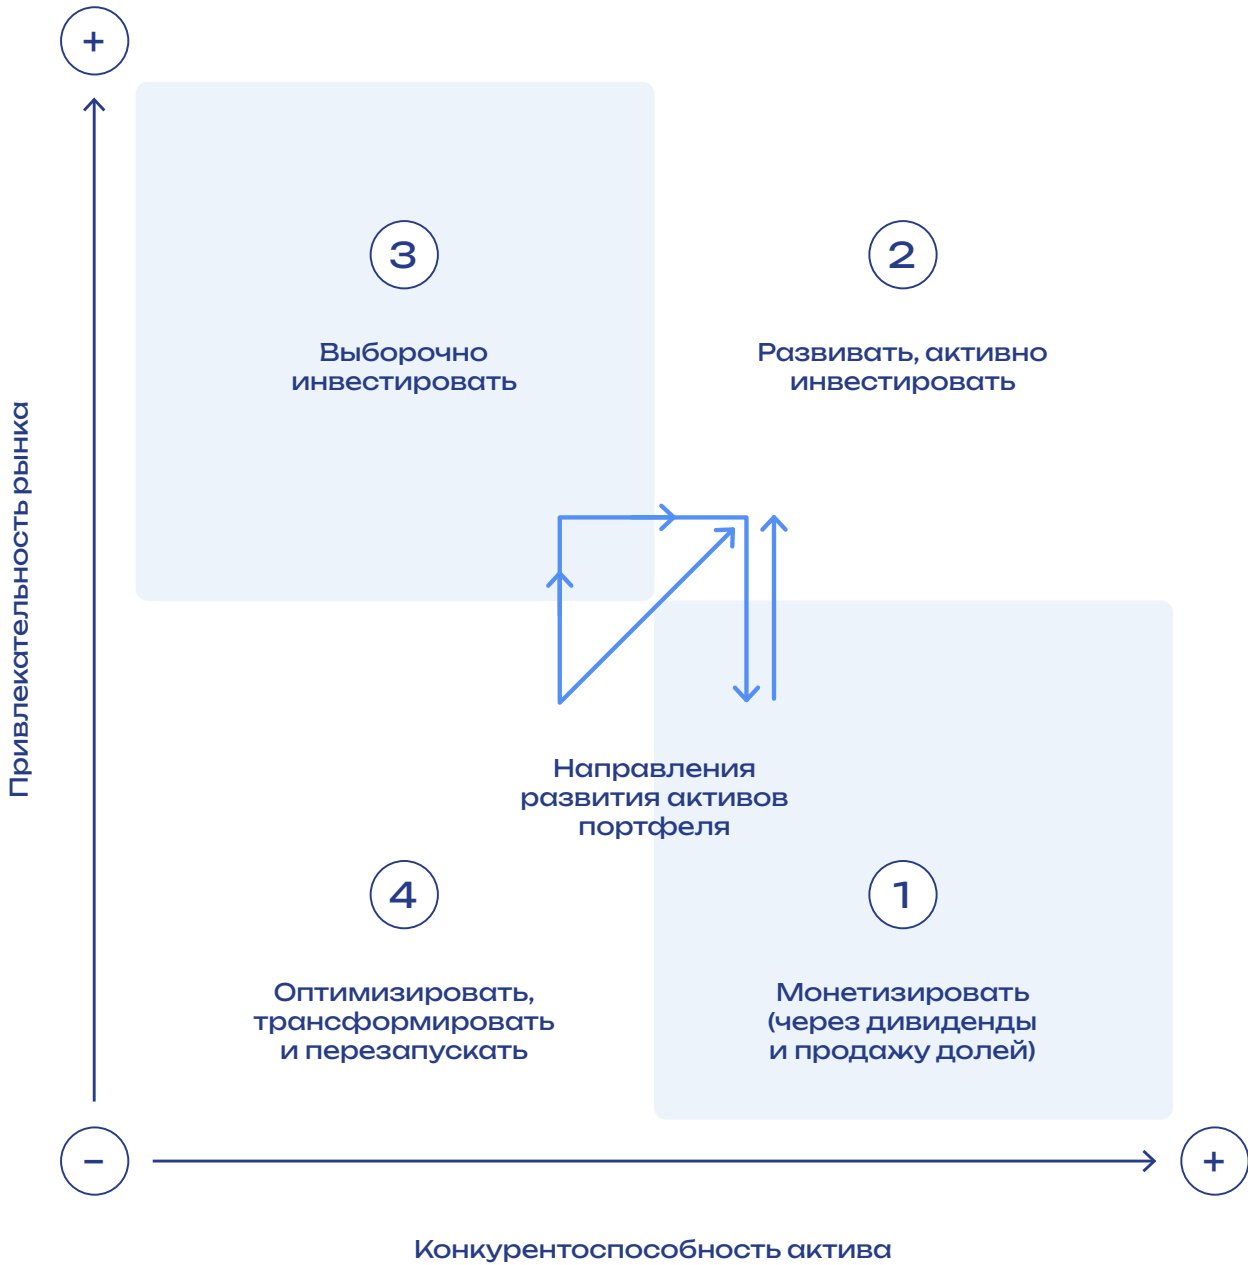 +
3
Выборочно
инвестировать
2
Развивать, активно
инвестировать
Привлекательность рынка
Направления
развития активов
портфеля
4
Оптимизировать,
трансформировать
и перезапускать
1
Монетизировать
(через дивиденды
и продажу долей)
–
+
Конкурентоспособность актива